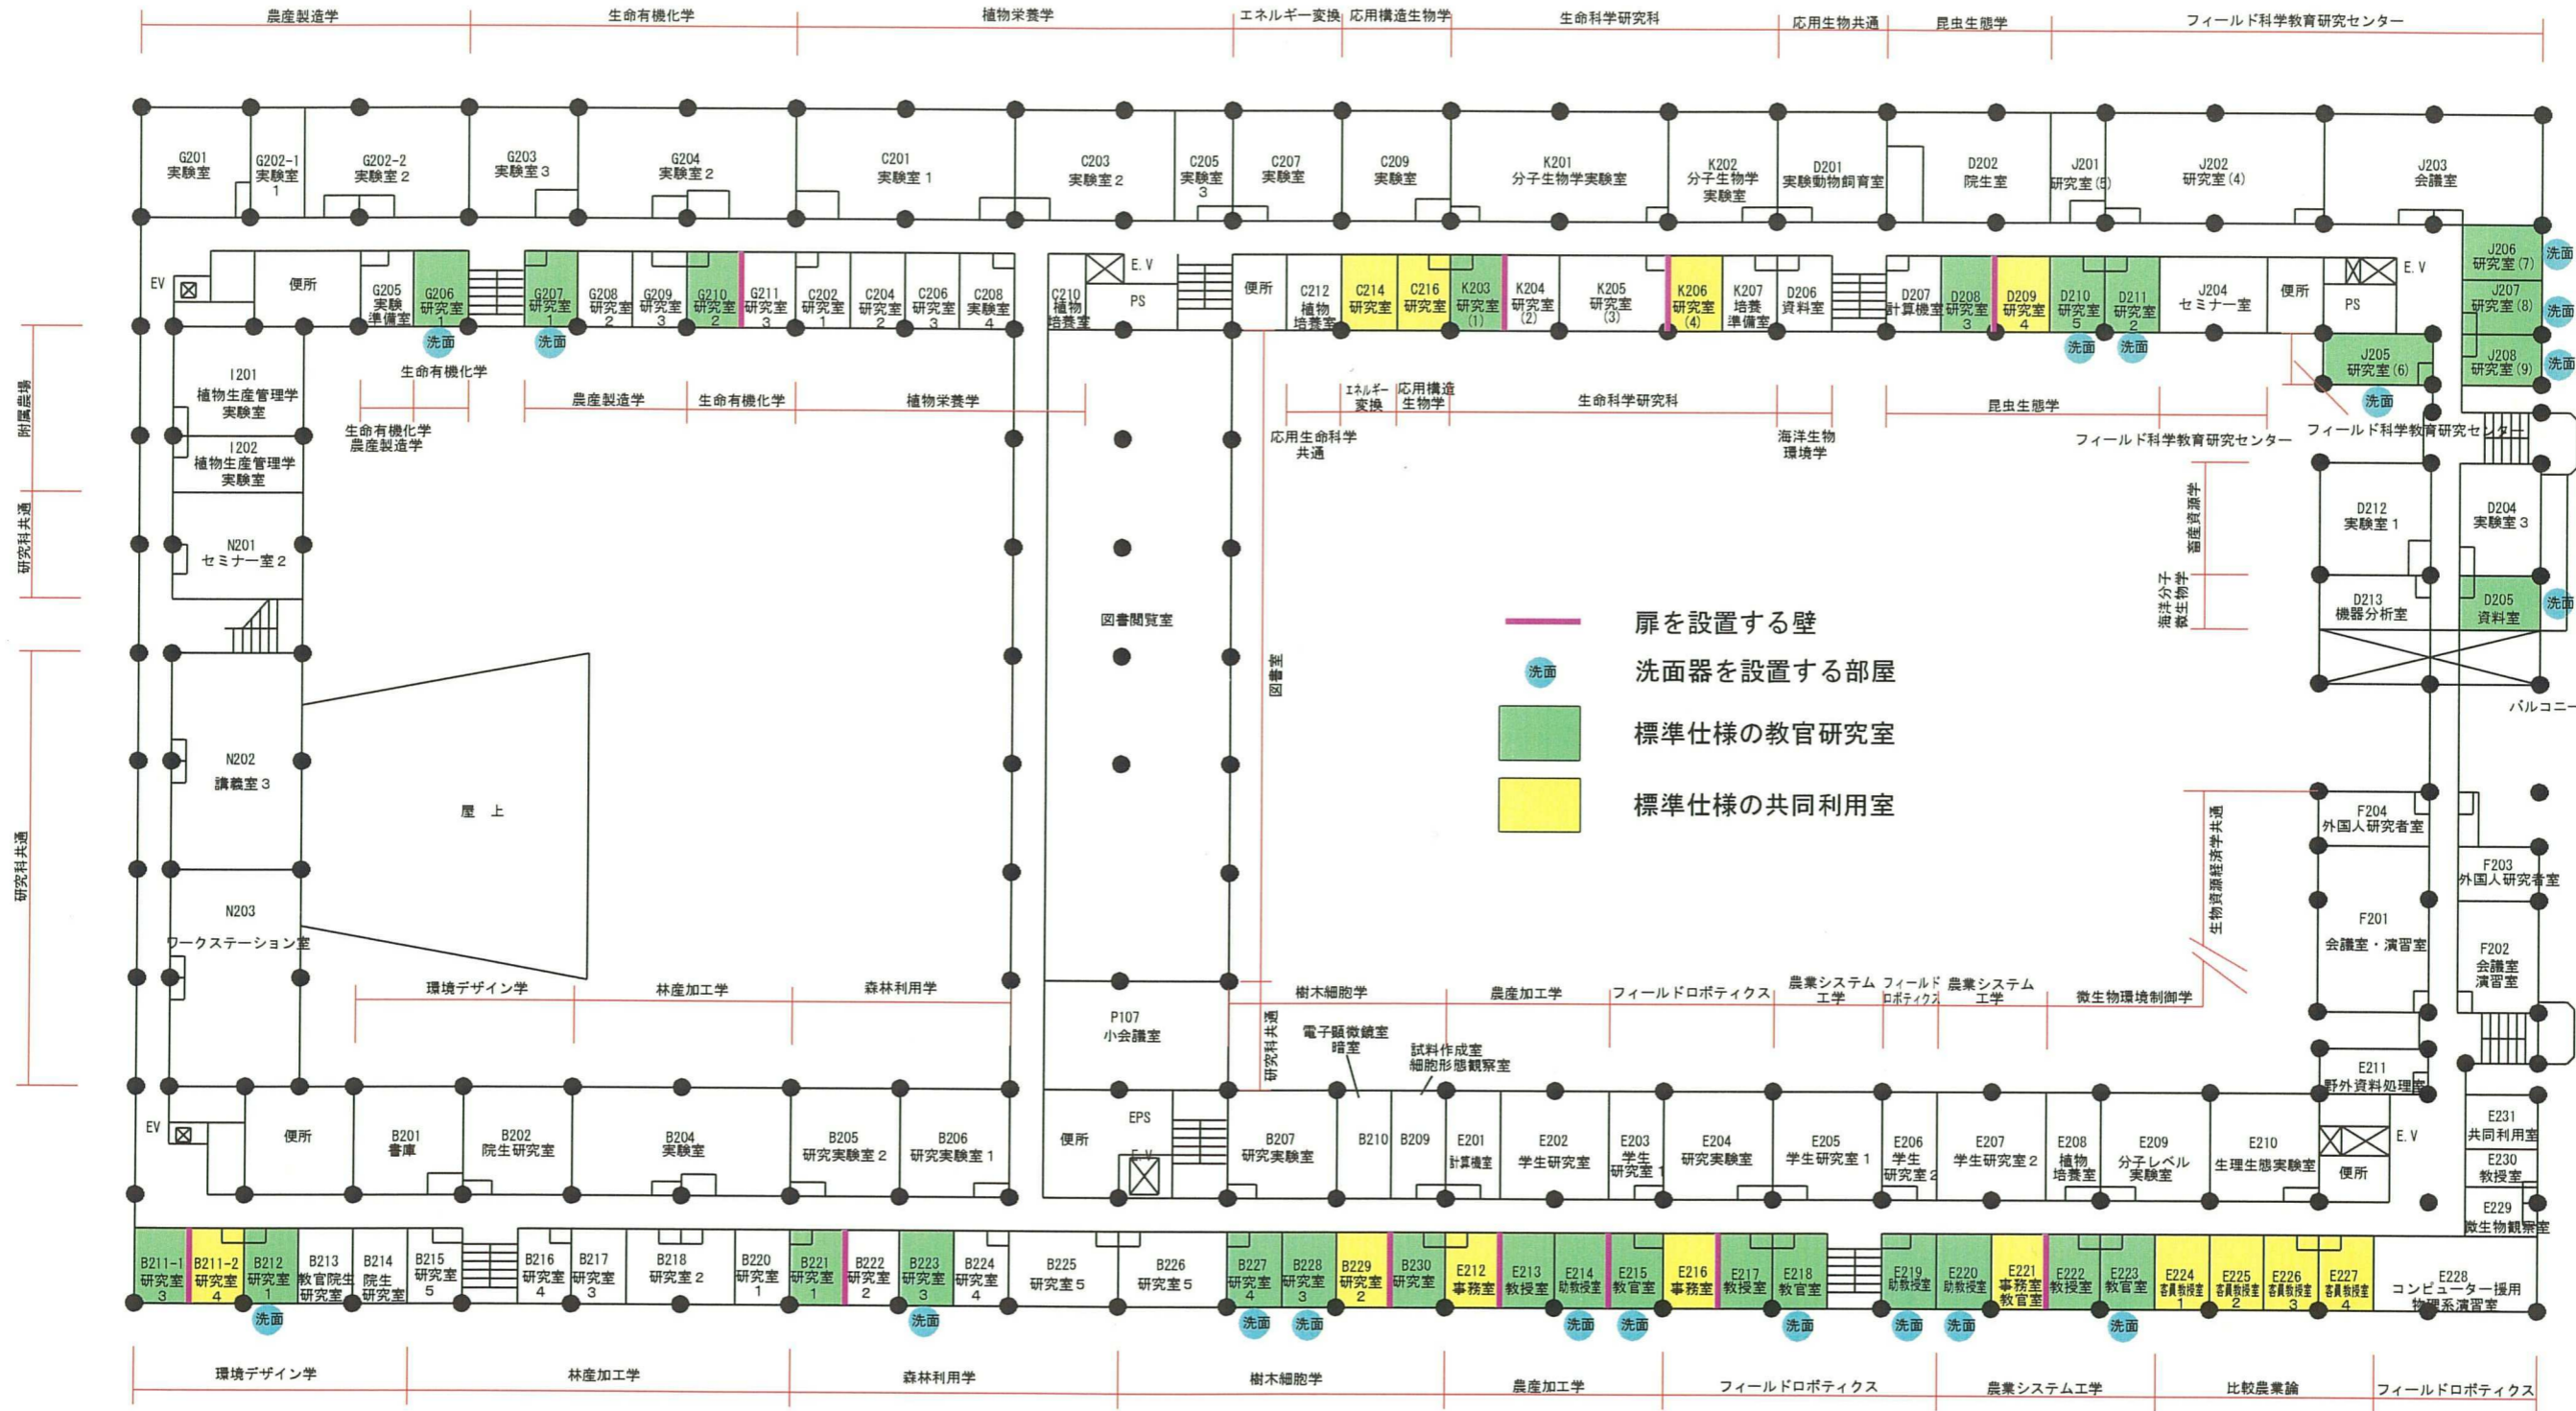 農産製造学
生命有機化学
植物栄養学
エネルギー変換
応用構造生物学
生命科学研究科
応用生物共通
昆虫生態学
フィールド科学教育研究センター
G201
実験室
G202-1
実験室
1
G202-2
実験室2
G203
実験室3
G204
実験室2
C201
実験室1
C203
実験室2
C205
実験室
3
C207
実験室
C209
実験室
K201
分子生物学実験室
K202
分子生物学
実験室
D201
実験動物飼育室
D202
院生室
J201
研究室(5)
J202
研究室(4)
J203
会議室
EV
便所
G205
実験
準備室
G206
研究室
1
G207
研究室
1
G208
研究室
2
G209
研究室
3
G210
研究室
2
G211
研究室
3
C202
研究室
1
C204
研究室
2
C206
研究室
3
C208
実験室
4
C210
植物
培養室
E.V
PS
便所
C212
植物
培養室
C214
研究室
C216
研究室
K203
研究室
(1)
K204
研究室
(2)
K205
研究室
(3)
K206
研究室
(4)
K207
培養
準備室
D206
資料室
D207
計算機室
D208
研究室
3
D209
研究室
4
D210
研究室
5
D211
研究室
2
J204
セミナー室
便所
E.V
PS
J206
研究室(7)
洗面
J207
研究室(8)
洗面
J208
研究室(9)
洗面
J205
研究室(6)
洗面
洗面
洗面
洗面
洗面
生命有機化学
農産製造学
生命有機化学
植物栄養学
生命有機化学
農産製造学
エネルギー
変換
応用構造
生物学
生命科学研究科
昆虫生態学
応用生命科学
共通
海洋生物
環境学
フィールド科学教育研究センター
フィールド科学教育研究センター
附属農場
研究科共通
研究科共通
I201
植物生産管理学
実験室
I202
植物生産管理学
実験室
N201
セミナー室2
N202
講義室3
N203
ワークステーション室
屋 上
図書閲覧室
図書室
研究科共通
P107
小会議室
扉を設置する壁
洗面
洗面器を設置する部屋
標準仕様の教官研究室
標準仕様の共同利用室
畜産資源学
海洋分子
微生物学
D212
実験室1
D204
実験室3
D213
機器分析室
D205
資料室
洗面
バルコニー
生物資源経済学共通
F204
外国人研究者室
F203
外国人研究者室
F201
会議室・演習室
F202
会議室
演習室
E211
野外資料処理室
E231
共同利用室
E230
教授室
E229
微生物観察室
環境デザイン学
林産加工学
森林利用学
樹木細胞学
農産加工学
フィールドロボティクス
農業システム
工学
フィールド
ロボティクス
農業システム
工学
微生物環境制御学
電子顕微鏡室
暗室
試料作成室
細胞形態観察室
EV
便所
B201
書庫
B202
院生研究室
B204
実験室
B205
研究実験室2
B206
研究実験室1
便所
EPS
E.V
B207
研究実験室
B210
B209
E201
計算機室
E202
学生研究室
E203
学生
研究室1
E204
研究実験室
E205
学生研究室1
E206
学生
研究室2
E207
学生研究室2
E208
植物
培養室
E209
分子レベル
実験室
E210
生理生態実験室
E.V
便所
B211-1
研究室
3
B211-2
研究室
4
B212
研究室
1
B213
教官院生
研究室
B214
院生
研究室
B215
研究室
5
B216
研究室
4
B217
研究室
3
B218
研究室2
B220
研究室
1
B221
研究室
1
B222
研究室
2
B223
研究室
3
B224
研究室
4
B225
研究室5
B226
研究室5
B227
研究室
4
B228
研究室
3
B229
研究室
2
B230
研究室
1
E212
事務室
E213
教授室
E214
助教授室
E215
教官室
E216
事務室
E217
教授室
E218
教官室
E219
助教授室
E220
助教授室
E221
事務室
教官室
E222
教授室
E223
教官室
E224
客員教授室
1
E225
客員教授室
2
E226
客員教授室
3
E227
客員教授室
4
E228
コンピューター援用
物理系演習室
洗面
洗面
洗面
洗面
洗面
洗面
洗面
洗面
洗面
洗面
環境デザイン学
林産加工学
森林利用学
樹木細胞学
農産加工学
フィールドロボティクス
農業システム工学
比較農業論
フィールドロボティクス